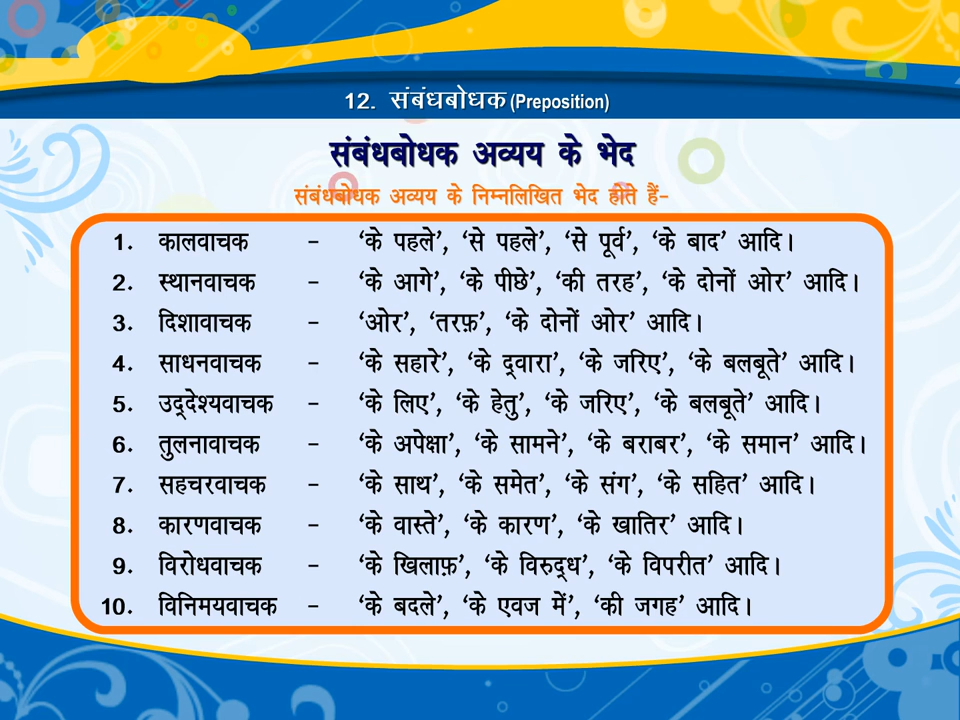 12. संबंधबोधक (Preposition)
संबंधबोधक अव्यय के भेद
संबंधबोधक अव्यय के निम्नलिखित भेद होते हैं-
1. कालवाचक - ‘के पहले’, ‘से पहले’, ‘से पूर्व’, ‘के बाद’ आदि।
2. स्थानवाचक - ‘के आगे’, ‘के पीछे’, ‘की तरह’, ‘के दोनों ओर’ आदि।
3. दिशावाचक - ‘ओर’, ‘तरफ़’, ‘के दोनों ओर’ आदि।
4. साधनवाचक - ‘के सहारे’, ‘के द्‌वारा’, ‘के जरिए’, ‘के बलबूते’ आदि।
5. उद्‌देश्यवाचक - ‘के लिए’, ‘के हेतु’, ‘के जरिए’, ‘के बलबूते’ आदि।
6. तुलनावाचक - ‘के अपेक्षा’, ‘के सामने’, ‘के बराबर’, ‘के समान’ आदि।
7. सहचरवाचक - ‘के साथ’, ‘के समेत’, ‘के संग’, ‘के सहित’ आदि।
8. कारणवाचक - ‘के वास्ते’, ‘के कारण’, ‘के खातिर’ आदि।
9. विरोधवाचक - ‘के खिलाफ़’, ‘के विरुद्‌ध’, ‘के विपरीत’ आदि।
10. विनिमयवाचक - ‘के बदले’, ‘के एवज में’, ‘की जगह’ आदि।